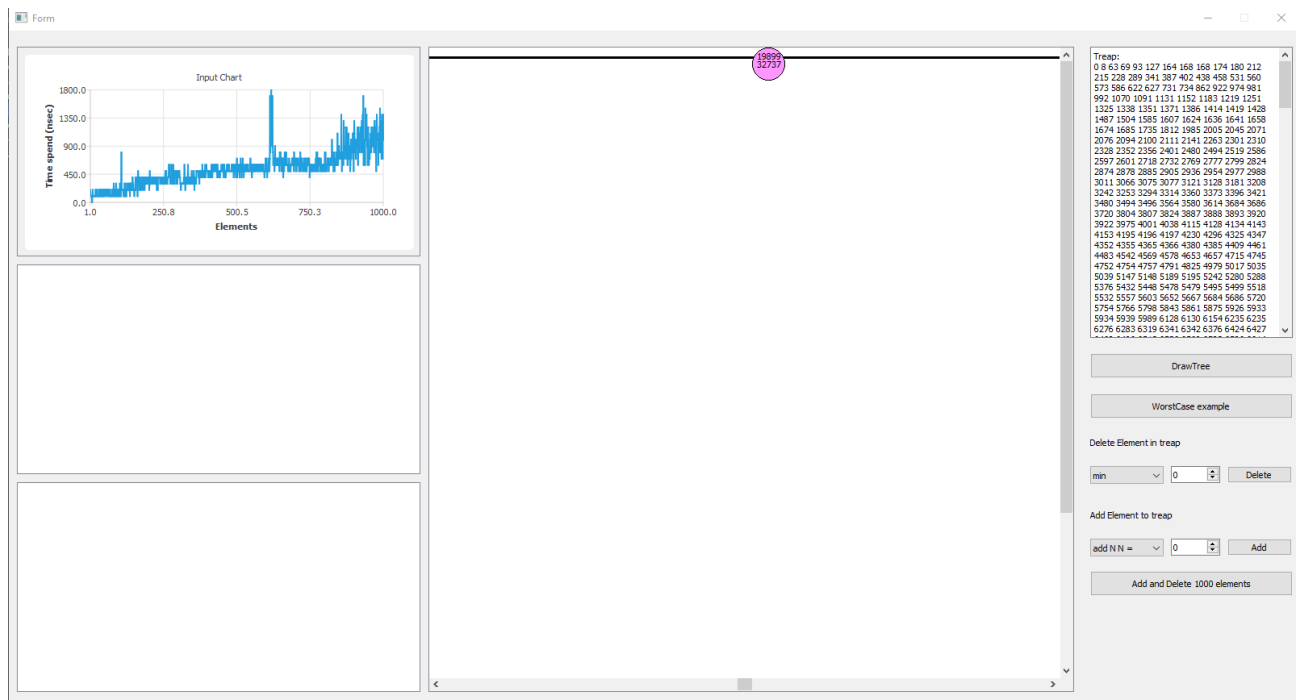 Form
Input Chart
Time spend (nsec)
1800.0
1350.0
900.0
450.0
0.0
1.0 250.8 500.5 750.3 1000.0
Elements
19899
32737
Treap:
0 8 63 69 93 127 164 168 168 174 180 212
215 228 289 341 387 402 438 458 531 560
573 586 622 627 731 734 862 922 974 981
992 1070 1091 1131 1152 1183 1219 1251
1325 1338 1351 1371 1386 1414 1419 1428
1487 1504 1585 1607 1624 1636 1641 1658
1674 1685 1735 1812 1985 2005 2045 2071
2076 2094 2100 2111 2141 2263 2301 2310
2328 2352 2356 2401 2480 2494 2519 2586
2597 2601 2718 2732 2769 2777 2799 2824
2874 2878 2885 2905 2936 2954 2977 2988
3011 3066 3075 3077 3121 3128 3181 3208
3242 3253 3294 3314 3360 3373 3396 3421
3480 3494 3496 3564 3580 3614 3684 3686
3720 3804 3807 3824 3887 3888 3893 3920
3922 3975 4001 4038 4115 4128 4134 4143
4153 4195 4196 4197 4230 4296 4325 4347
4352 4355 4365 4366 4380 4385 4409 4461
4483 4542 4569 4578 4653 4657 4715 4745
4752 4754 4757 4791 4825 4979 5017 5035
5039 5147 5148 5189 5195 5242 5280 5288
5376 5432 5448 5478 5479 5495 5499 5518
5532 5557 5603 5652 5667 5684 5686 5720
5754 5766 5798 5843 5861 5875 5926 5933
5934 5939 5989 6128 6130 6154 6235 6235
6276 6283 6319 6341 6342 6376 6424 6427
DrawTree
WorstCase example
Delete Element in treap
min 0 Delete
Add Element to treap
add N N = 0 Add
Add and Delete 1000 elements